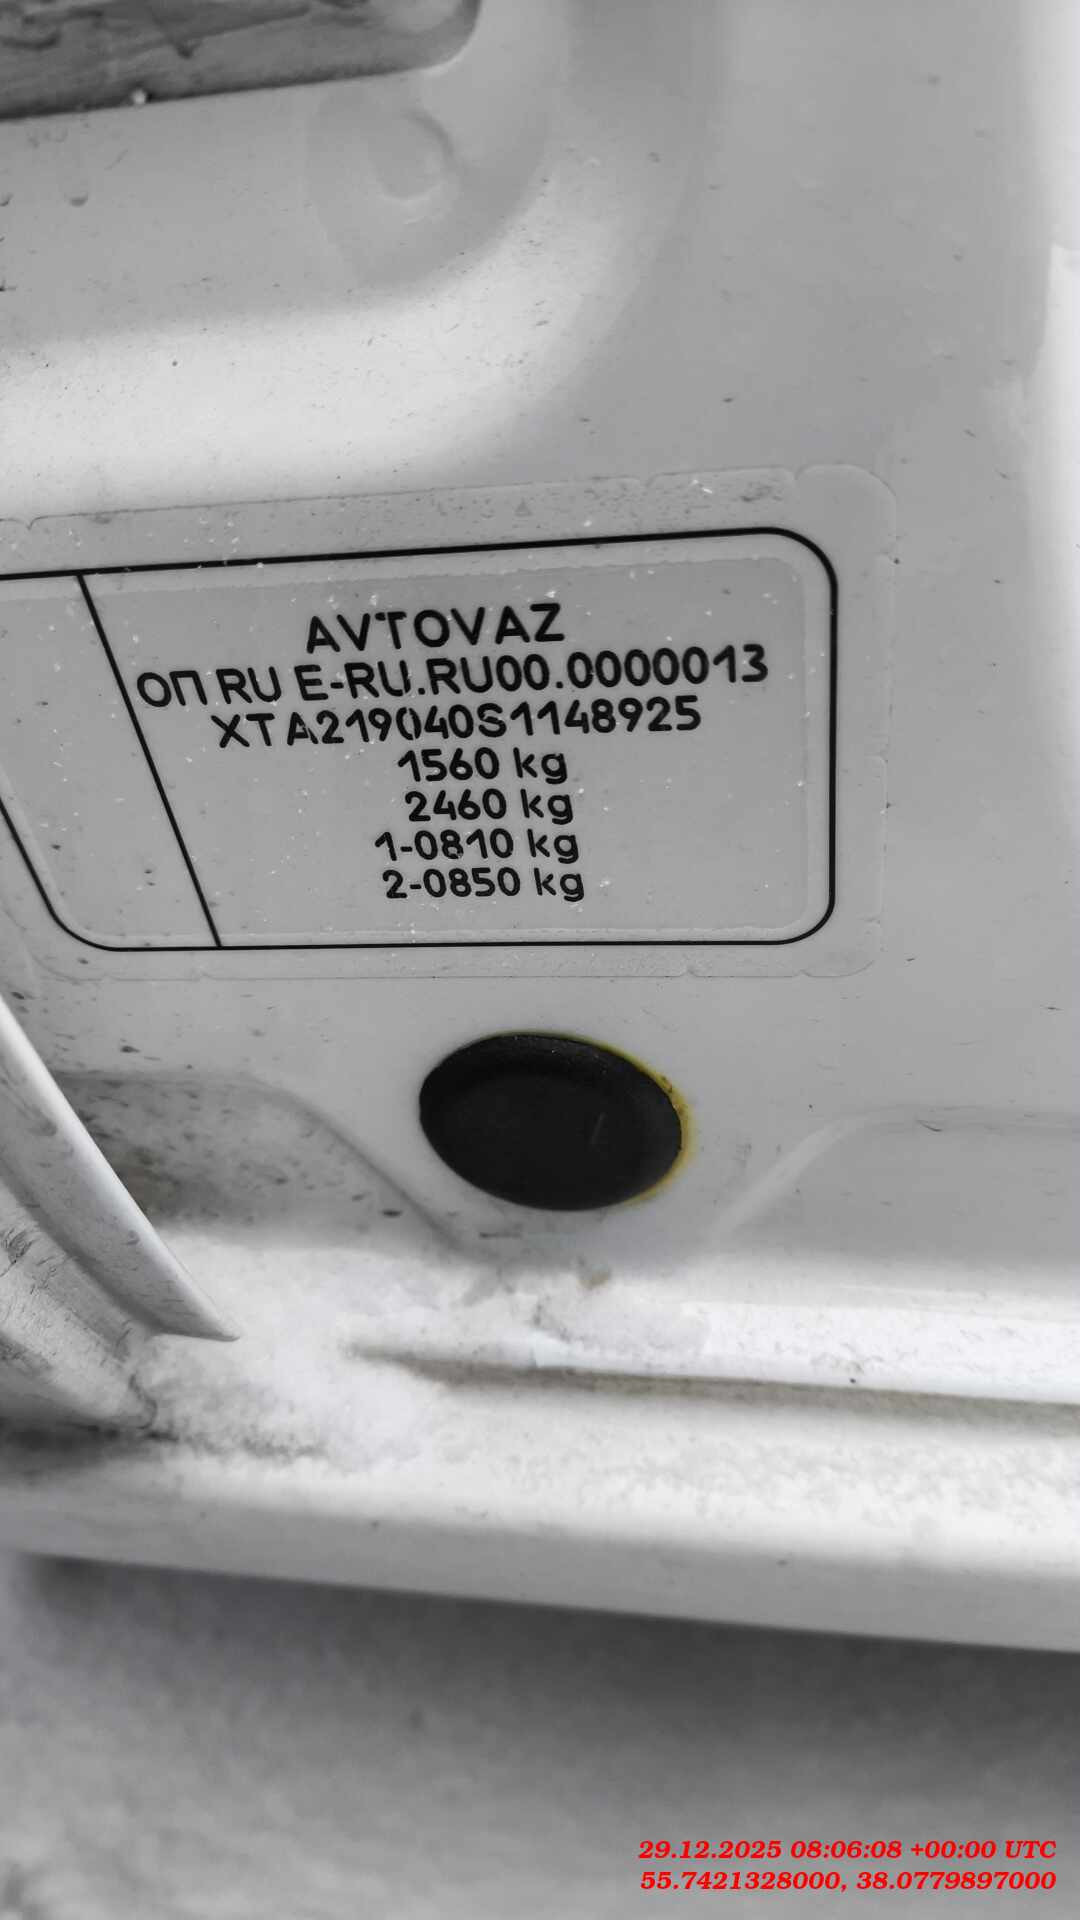 AVTOVAZ
ОП RU E-RU.RU00.0000013
XTA219040S1148925
1560 kg
2460 kg
1-0810 kg
2-0850 kg
29.12.2025 08:06:08 +00:00 UTC
55.7421328000, 38.0779897000